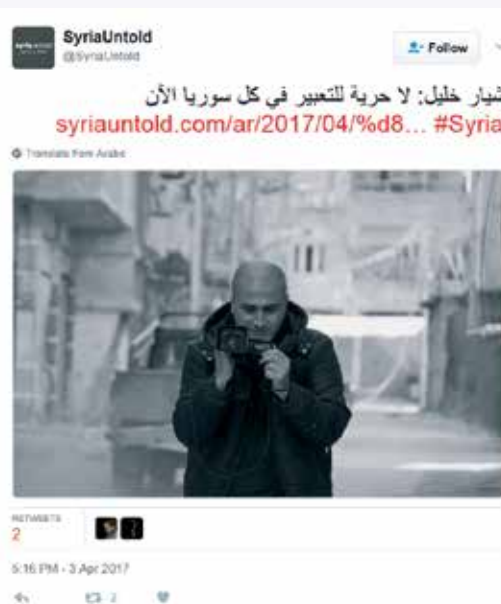 SyriaUntold
@SyriaUntold
Follow
شيار خليل: لا حرية للتعبير في كل سوريا الآن
syriauntold.com/ar/2017/04/%d8... #Syria
Translate from Arabic
RETWEETS
2
5:16 PM - 3 Apr 2017
2